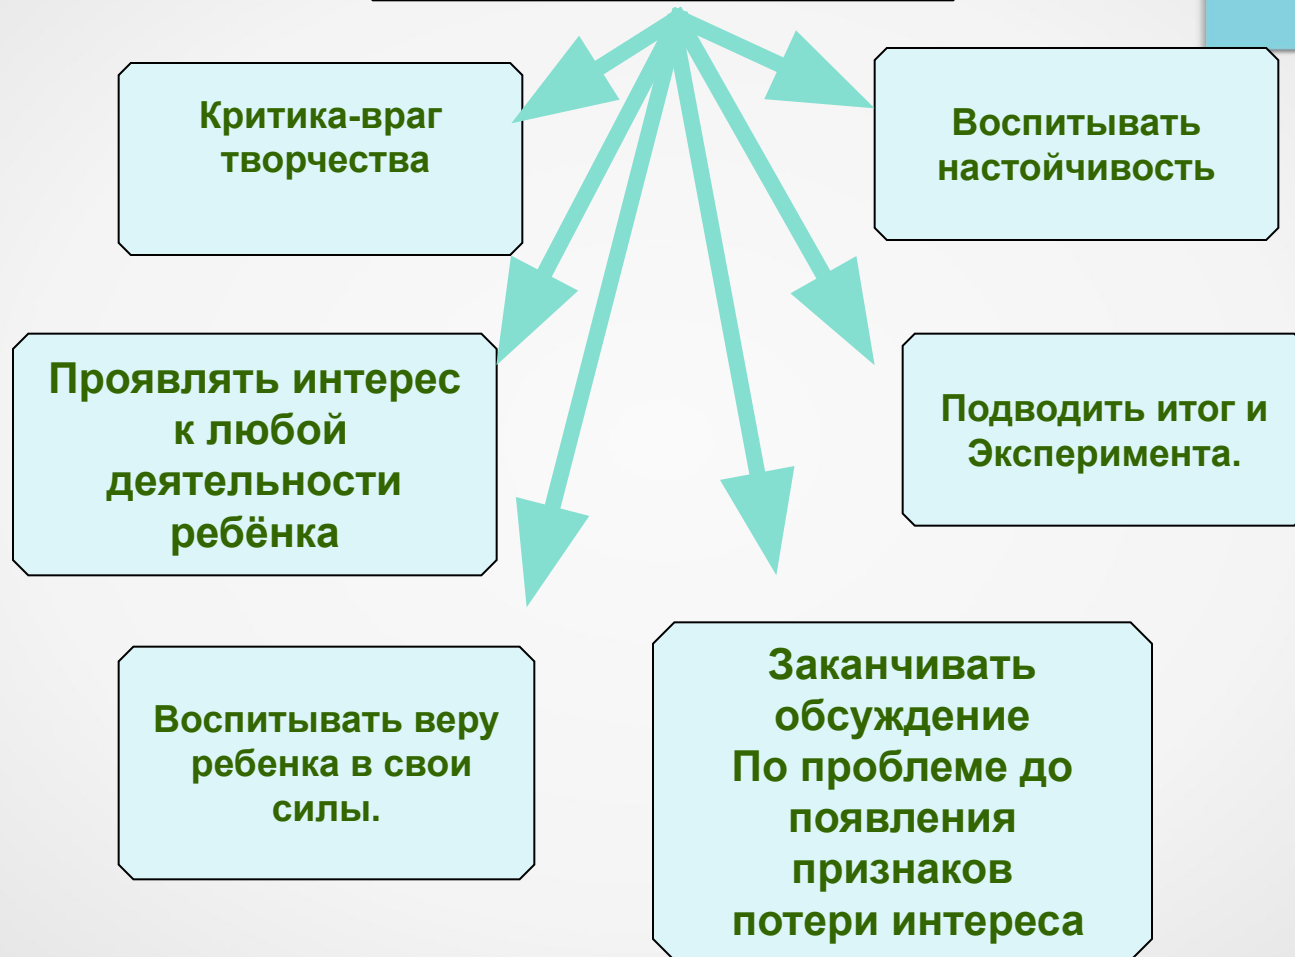 Критика-враг
творчества
Воспитывать
настойчивость
Проявлять интерес
к любой
деятельности
ребёнка
Подводить итог и
Эксперимента.
Воспитывать веру
ребенка в свои
силы.
Заканчивать
обсуждение
По проблеме до
появления
признаков
потери интереса